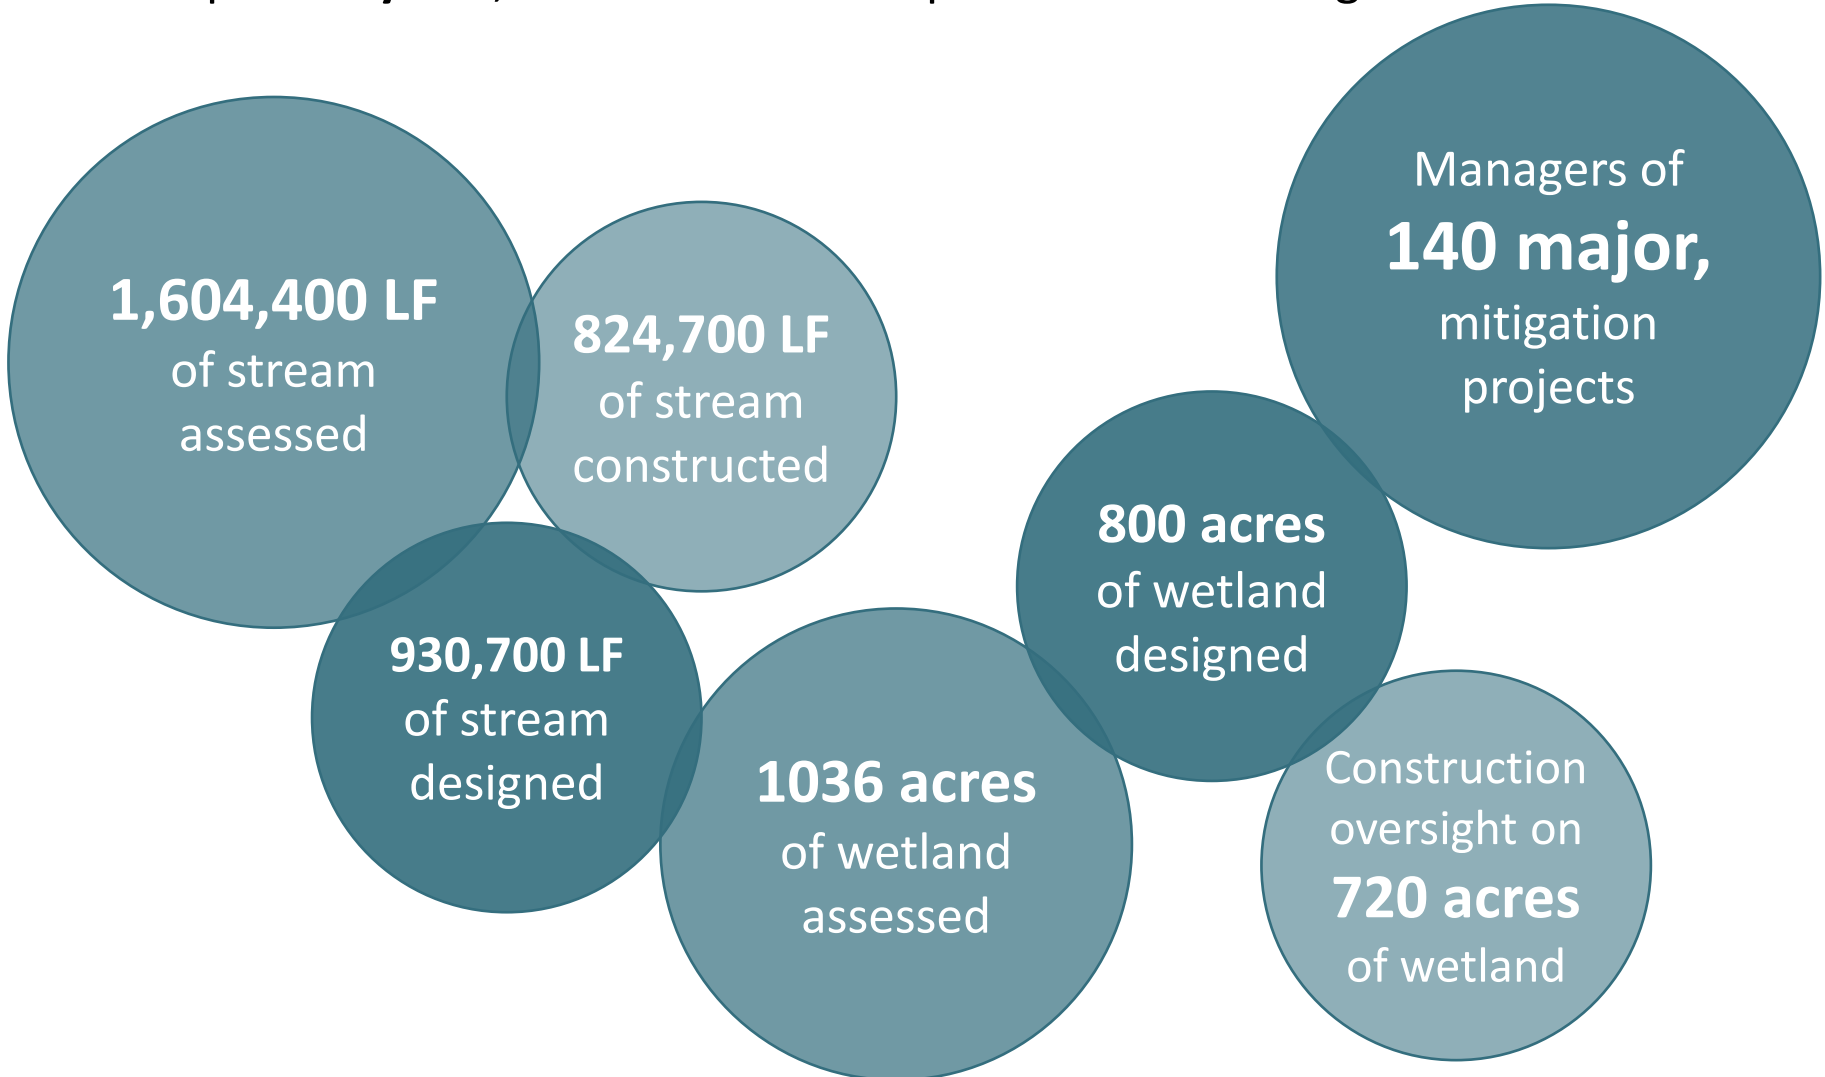 1,604,400 LF
of stream
assessed
824,700 LF
of stream
constructed
930,700 LF
of stream
designed
1036 acres
of wetland
assessed
800 acres
of wetland
designed
Managers of
140 major,
mitigation
projects
Construction
oversight on
720 acres
of wetland